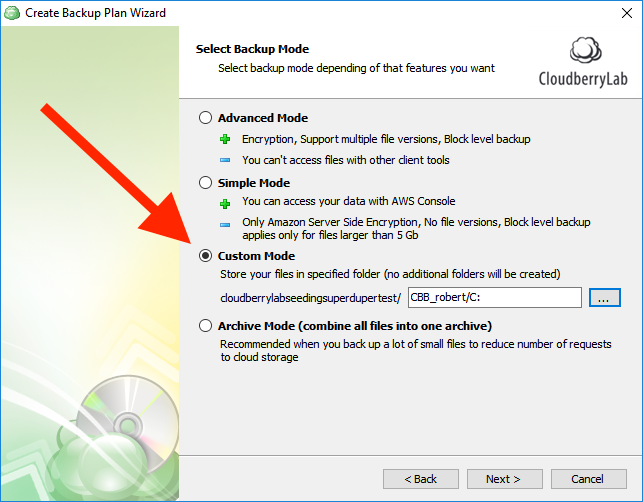 Create Backup Plan Wizard
Select Backup Mode
Select backup mode depending of that features you want
CloudberryLab
Advanced Mode
Encryption, Support multiple file versions, Block level backup
You can't access files with other client tools
Simple Mode
You can access your data with AWS Console
Only Amazon Server Side Encryption, No file versions, Block level backup
applies only for files larger than 5 Gb
Custom Mode
Store your files in specified folder (no additional folders will be created)
cloudberrylabseedingsuperdupertest/ CBB_robert/C: ...
Archive Mode (combine all files into one archive)
Recommended when you back up a lot of small files to reduce number of requests
to cloud storage
< Back Next > Cancel